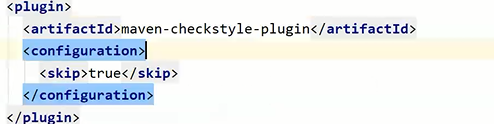 <plugin>
<artifactId>maven-checkstyle-plugin</artifactId>
<configuration>
<skip>true</skip>
</configuration>
</plugin>